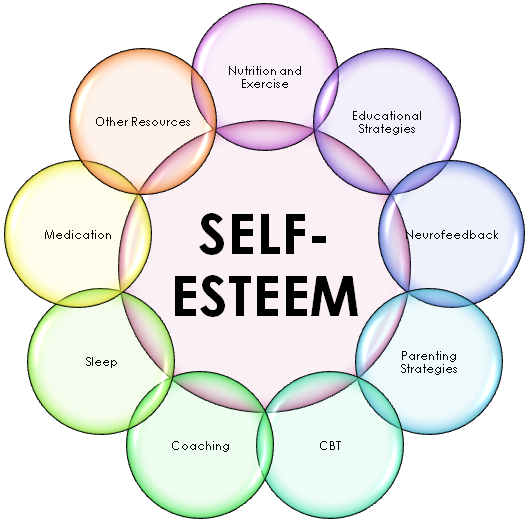 Nutrition and
Exercise
Educational
Strategies
Neurofeedback
Parenting
Strategies
CBT
Coaching
Sleep
Medication
Other Resources
SELF-
ESTEEM